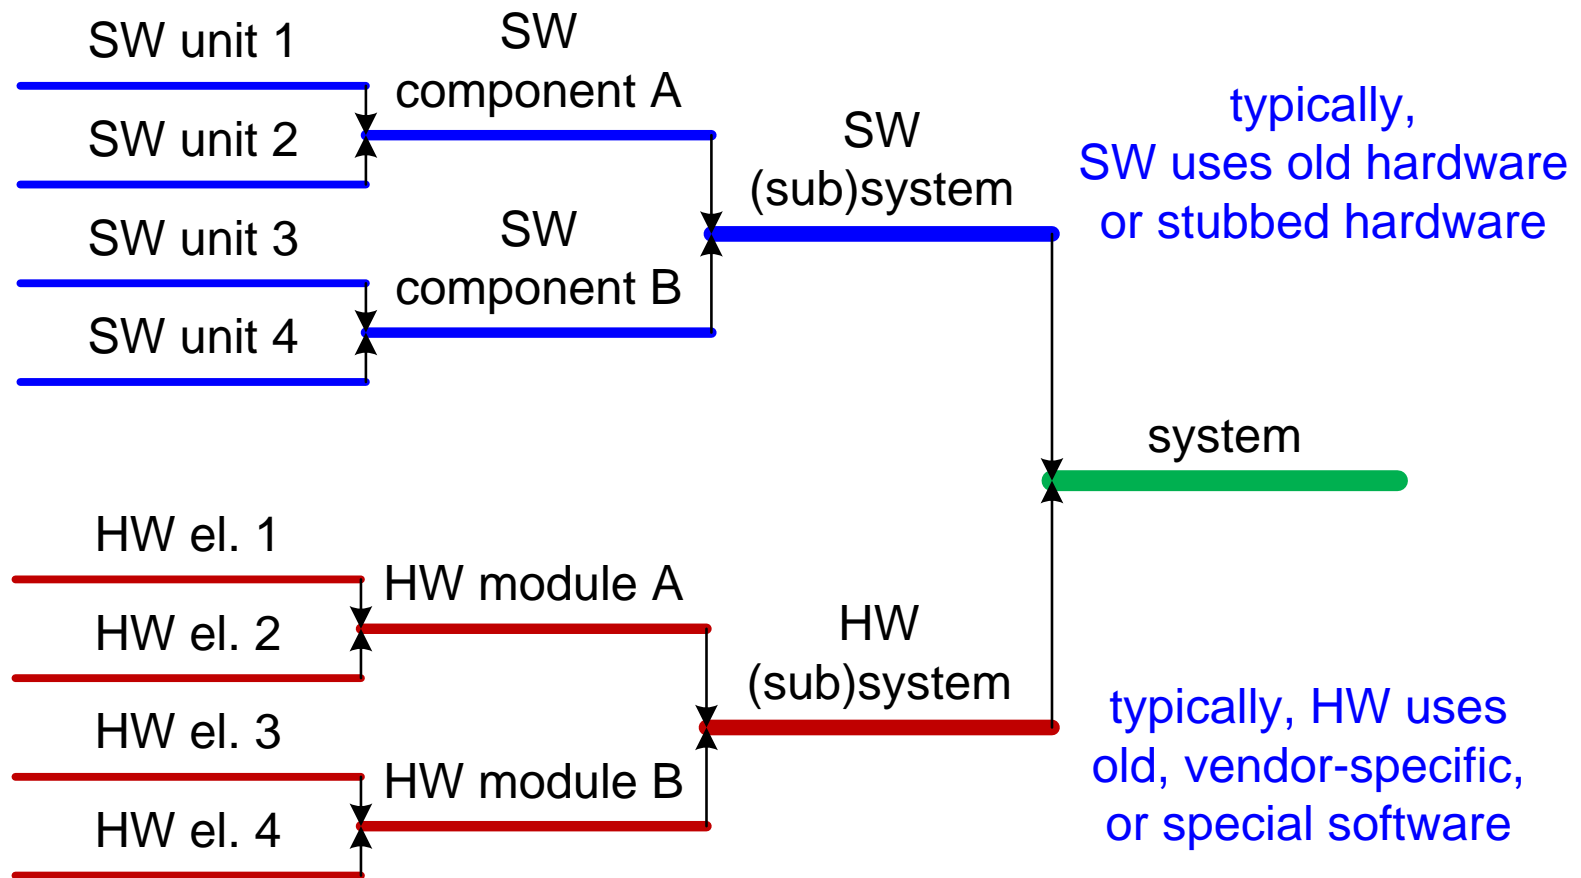 SW unit 1
SW unit 2
SW unit 3
SW unit 4
SW
component A
SW
component B
SW
(sub)system
typically,
SW uses old hardware
or stubbed hardware
system
HW el. 1
HW el. 2
HW el. 3
HW el. 4
HW module A
HW module B
HW
(sub)system
typically, HW uses
old, vendor-specific,
or special software